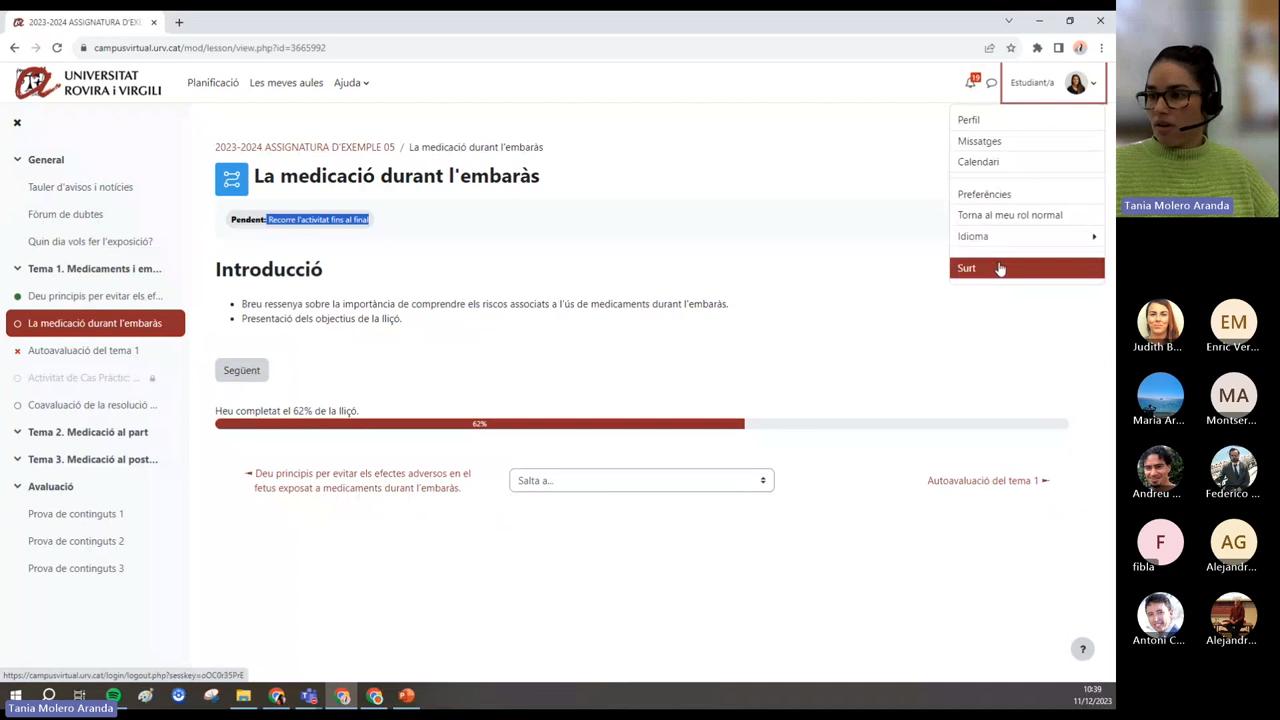 2023-2024 ASSIGNATURA D'EXE
campusvirtual.urv.cat/mod/lesson/view.php?id=3665992
UNIVERSITAT
ROVIRA i VIRGILI
Planificació
Les meves aules
Ajuda
19
Estudiant/a
Perfil
Missatges
Calendari
Preferències
Torna al meu rol normal
Idioma
Surt
General
Tauler d'avisos i notícies
Fòrum de dubtes
Quin dia vols fer l'exposició?
Tema 1. Medicaments i em...
Deu principis per evitar els ef...
La medicació durant l'embaràs
Autoavaluació del tema 1
Activitat de Cas Pràctic: ...
Coavaluació de la resolució ...
Tema 2. Medicació al part
Tema 3. Medicació al post...
Avaluació
Prova de continguts 1
Prova de continguts 2
Prova de continguts 3
2023-2024 ASSIGNATURA D'EXEMPLE 05 / La medicació durant l'embaràs
La medicació durant l'embaràs
Pendent: Recorre l'activitat fins al final
Introducció
Breu ressenya sobre la importància de comprendre els riscos associats a l'ús de medicaments durant l'embaràs.
Presentació dels objectius de la lliçó.
Següent
Heu completat el 62% de la lliçó.
62%
◄ Deu principis per evitar els efectes adversos en el
fetus exposat a medicaments durant l'embaràs.
Salta a...
Autoavaluació del tema 1 ►
?
https://campusvirtual.urv.cat/login/logout.php?sesskey=oOC0r35PrE
10:39
11/12/2023
Tania Molero Aranda
Tania Molero Aranda
Judith B...
EM
Enric Ver...
Maria Ar...
MA
Montser...
Andreu ...
Federico ...
F
fibla
AG
Alejandr...
Antoni C...
Alejandr...